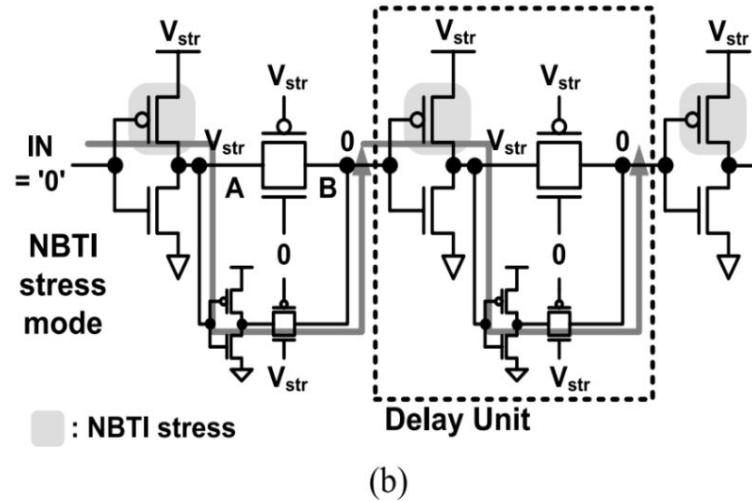 V_str V_str V_str
V_str V_str
IN = '0' V_str 0 V_str 0
A B
NBTI stress mode
0 0
V_str V_str
: NBTI stress
Delay Unit
(b)